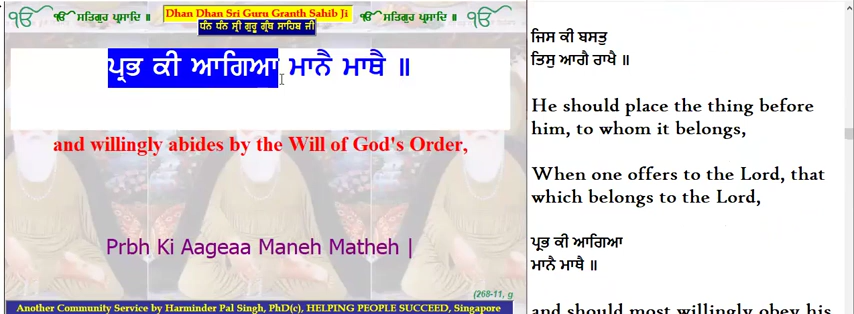 ੴ ਸਤਿਗੁਰ ਪ੍ਰਸਾਦਿ ॥
Dhan Dhan Sri Guru Granth Sahib Ji
ਧੰਨ ਧੰਨ ਸ੍ਰੀ ਗੁਰੂ ਗ੍ਰੰਥ ਸਾਹਿਬ ਜੀ
ੴ ਸਤਿਗੁਰ ਪ੍ਰਸਾਦਿ ॥
ਪ੍ਰਭ ਕੀ ਆਗਿਆ ਮਾਨੈ ਮਾਥੈ ॥
and willingly abides by the Will of God's Order,
Prbh Ki Aageaa Maneh Matheh |
(268-11, g
Another Community Service by Harminder Pal Singh, PhD(c), HELPING PEOPLE SUCCEED, Singapore
ਜਿਸ ਕੀ ਬਸਤੁ
ਤਿਸੁ ਆਗੈ ਰਾਖੈ ॥
He should place the thing before
him, to whom it belongs,
When one offers to the Lord, that
which belongs to the Lord,
ਪ੍ਰਭ ਕੀ ਆਗਿਆ
ਮਾਨੈ ਮਾਥੈ ॥
and should most willingly obey his